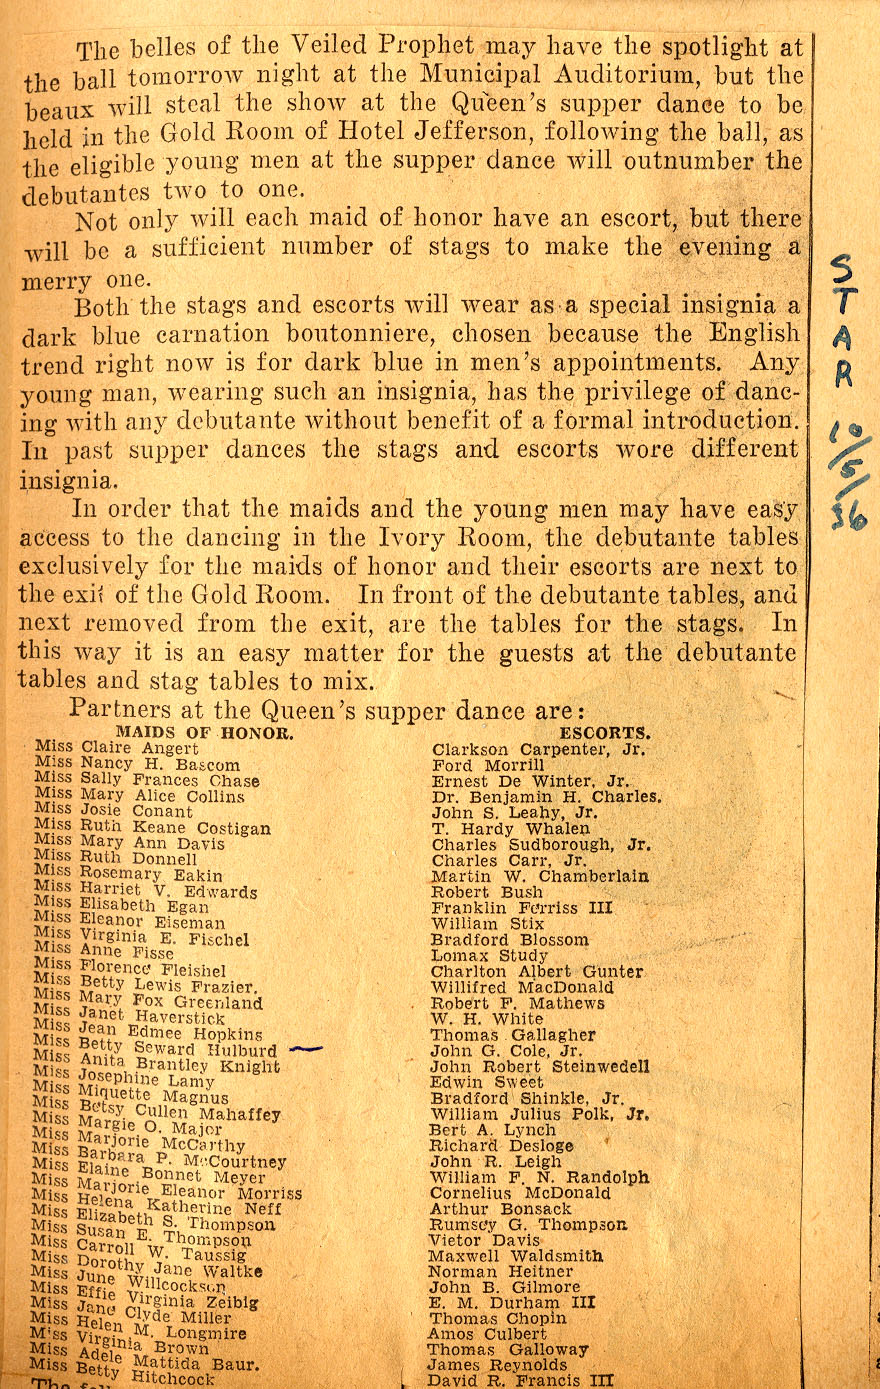 The belles of the Veiled Prophet may have the spotlight at
the ball tomorrow night at the Municipal Auditorium, but the
beaux will steal the show at the Queen's supper dance to be
held in the Gold Room of Hotel Jefferson, following the ball, as
the eligible young men at the supper dance will outnumber the
debutantes two to one.
Not only will each maid of honor have an escort, but there
will be a sufficient number of stags to make the evening a
merry one.
Both the stags and escorts will wear as a special insignia a
dark blue carnation boutonniere, chosen because the English
trend right now is for dark blue in men's appointments. Any
young man, wearing such an insignia, has the privilege of danc-
ing with any debutante without benefit of a formal introduction.
In past supper dances the stags and escorts wore different
insignia.
In order that the maids and the young men may have easy
access to the dancing in the Ivory Room, the debutante tables
exclusively for the maids of honor and their escorts are next to
the exit of the Gold Room. In front of the debutante tables, and
next removed from the exit, are the tables for the stags. In
this way it is an easy matter for the guests at the debutante
tables and stag tables to mix.
Partners at the Queen's supper dance are:
MAIDS OF HONOR.
Miss Claire Angert
Miss Nancy H. Bascom
Miss Sally Frances Chase
Miss Mary Alice Collins
Miss Josie Conant
Miss Ruth Keane Costigan
Miss Mary Ann Davis
Miss Ruth Donnell
Miss Rosemary Eakin
Miss Harriet V. Edwards
Miss Elisabeth Egan
Miss Eleanor Eiseman
Miss Virginia E. Fischel
Miss Anne Fisse
Miss Florence Fleishel
Miss Betty Lewis Frazier.
Miss Mary Fox Greenland
Miss Janet Haverstick
Miss Jean Edmee Hopkins
Miss Betty Seward Hulburd
Miss Anita Brantley Knight
Miss Josephine Lamy
Miss Miquette Magnus
Miss Betsy Cullen Mahaffey
Miss Margie O. Major
Miss Marjorie McCarthy
Miss Barbara P. McCourtney
Miss Elaine Bonnet Meyer
Miss Marjorie Eleanor Morriss
Miss Helena Katherine Neff
Miss Elizabeth S. Thompson
Miss Susan E. Thompson
Miss Carroll W. Taussig
Miss Dorothy Jane Waltke
Miss June Willcockson
Miss Effie Virginia Zeibig
Miss Jane Clyde Miller
Miss Helen M. Longmire
Miss Virginia Brown
Miss Adele Mattida Baur.
Miss Betty Hitchcock
ESCORTS.
Clarkson Carpenter, Jr.
Ford Morrill
Ernest De Winter, Jr.
Dr. Benjamin H. Charles.
John S. Leahy, Jr.
T. Hardy Whalen
Charles Sudborough, Jr.
Charles Carr, Jr.
Martin W. Chamberlain
Robert Bush
Franklin Ferriss III
William Stix
Bradford Blossom
Lomax Study
Charlton Albert Gunter
Willifred MacDonald
Robert F. Mathews
W. H. White
Thomas Gallagher
John G. Cole, Jr.
John Robert Steinwedell
Edwin Sweet
Bradford Shinkle, Jr.
William Julius Polk, Jr.
Bert A. Lynch
Richard Desloge
John R. Leigh
William F. N. Randolph
Cornelius McDonald
Arthur Bonsack
Rumsey G. Thompson
Vietor Davis
Maxwell Waldsmith
Norman Heitner
John B. Gilmore
E. M. Durham III
Thomas Chopin
Amos Culbert
Thomas Galloway
James Reynolds
David R. Francis III
The
STAR
10/5/36